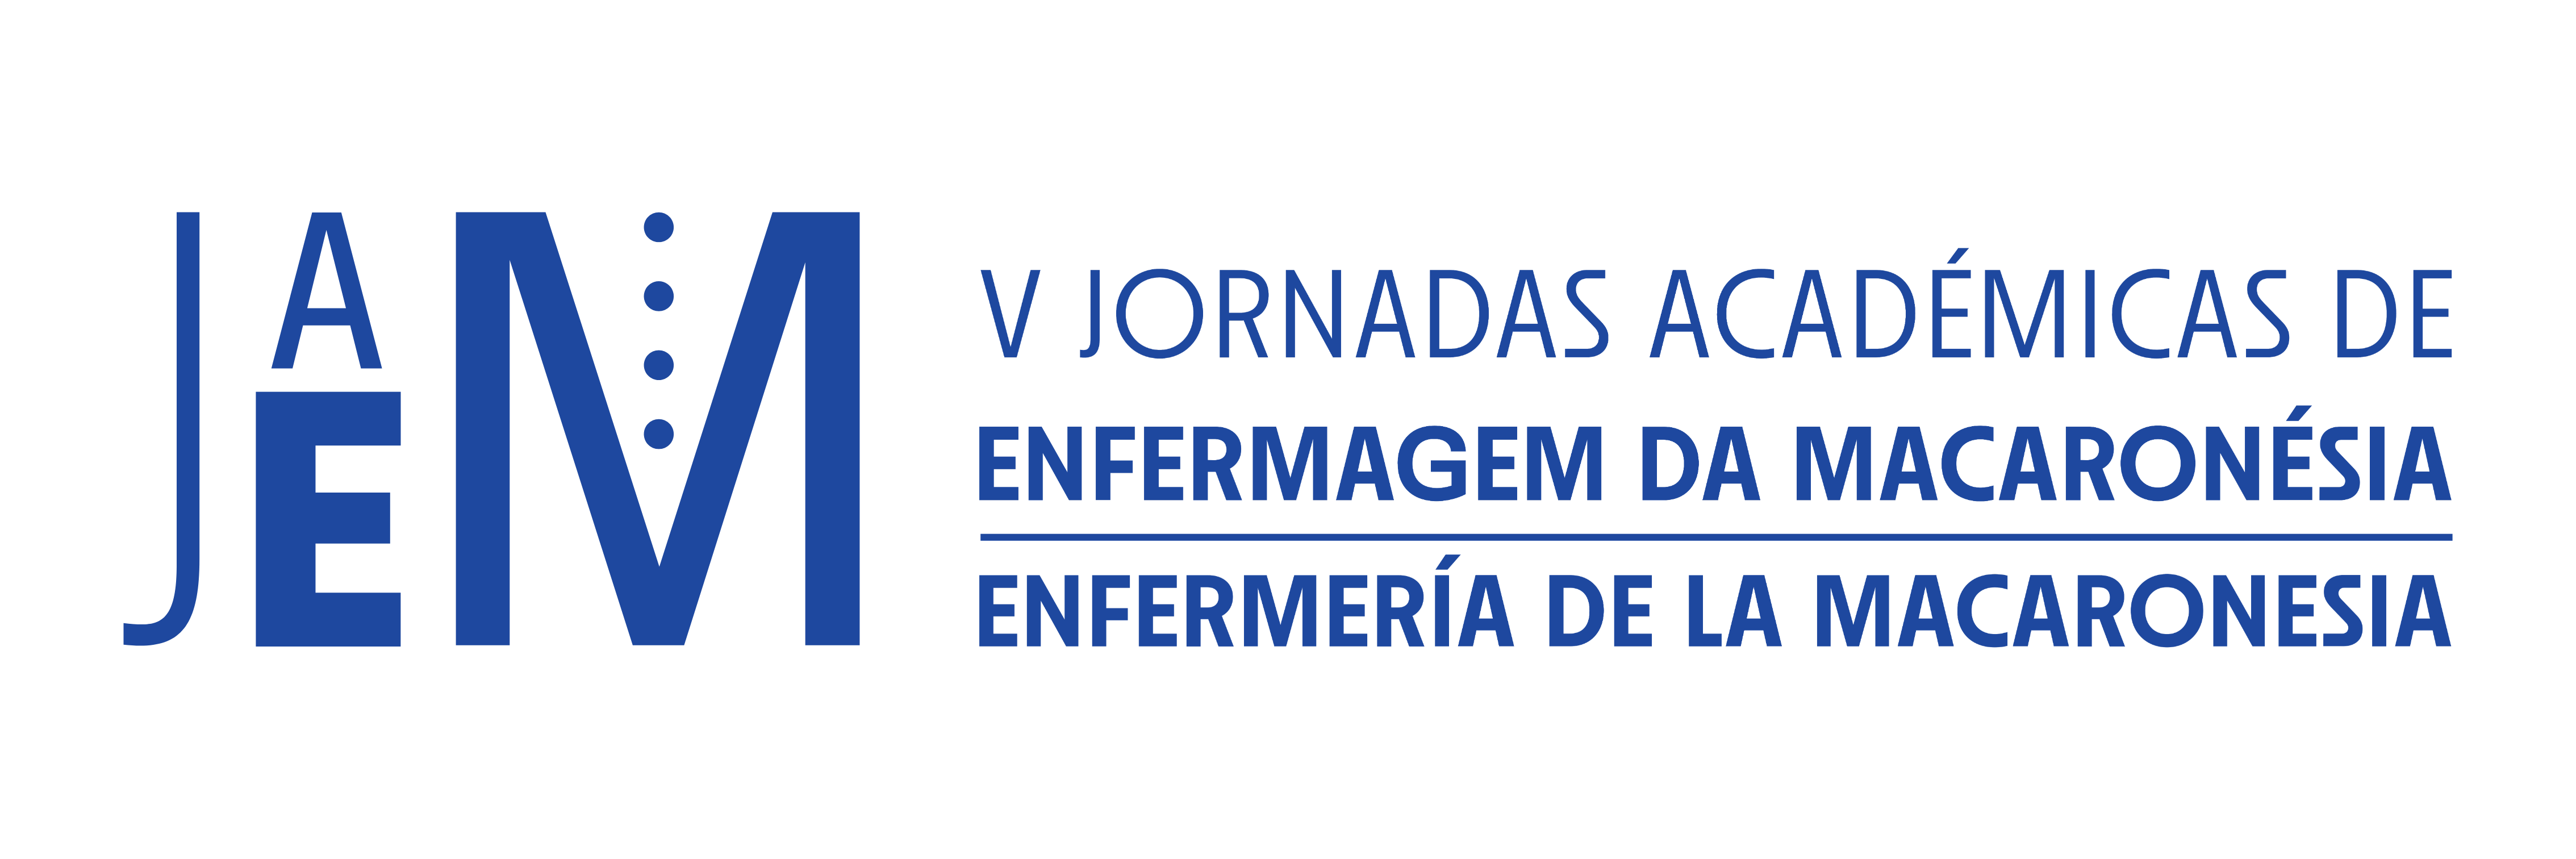 JAEM
V JORNADAS ACADÉMICAS DE
ENFERMAGEM DA MACARONÉSIA
ENFERMERÍA DE LA MACARONESIA